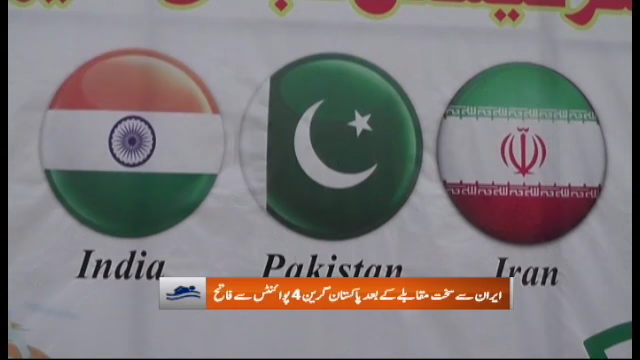 India
Pakistan
Iran
ایران سے سخت مقابلے کے بعد پاکستان گرین 4 پوائنٹس سے فاتح